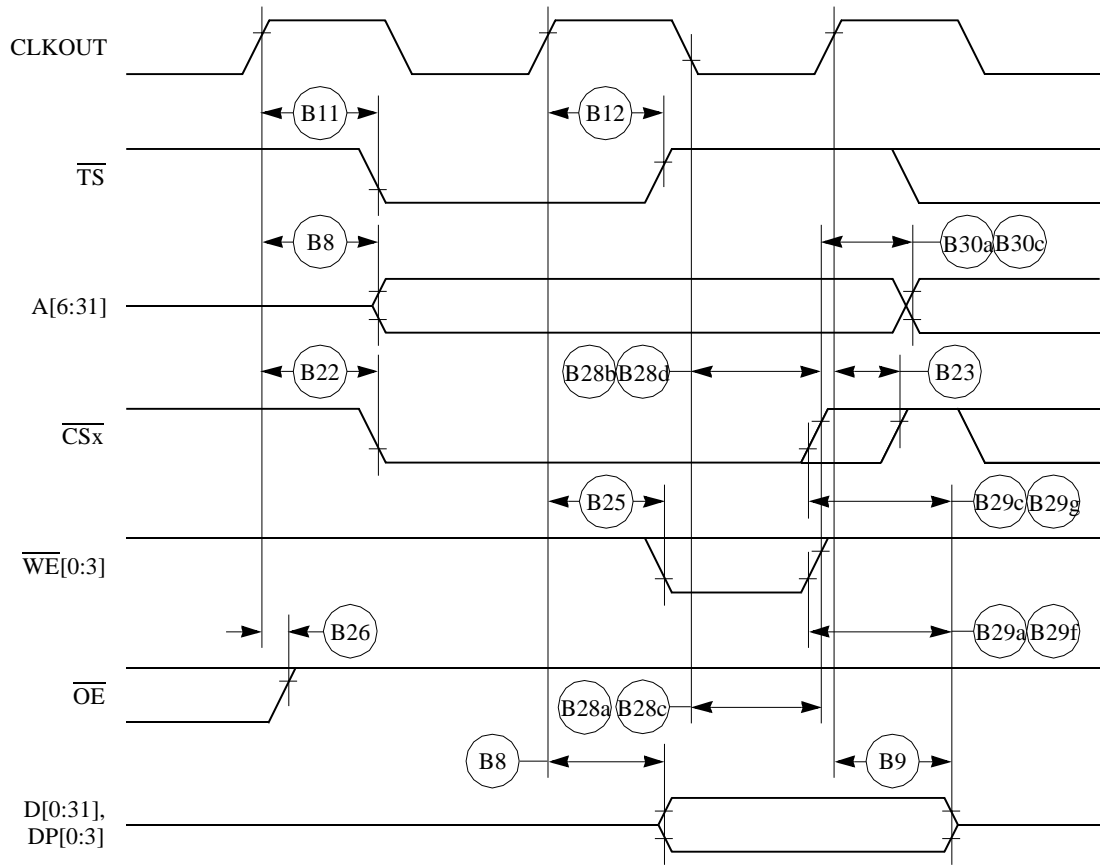 CLKOUT
B11 B12
TS
B8 B30a B30c
A[6:31]
B22 B28b B28d B23
CSx
B25 B29c B29g
WE[0:3]
B26 B29a B29f
OE
B28a B28c
B8 B9
D[0:31],
DP[0:3]